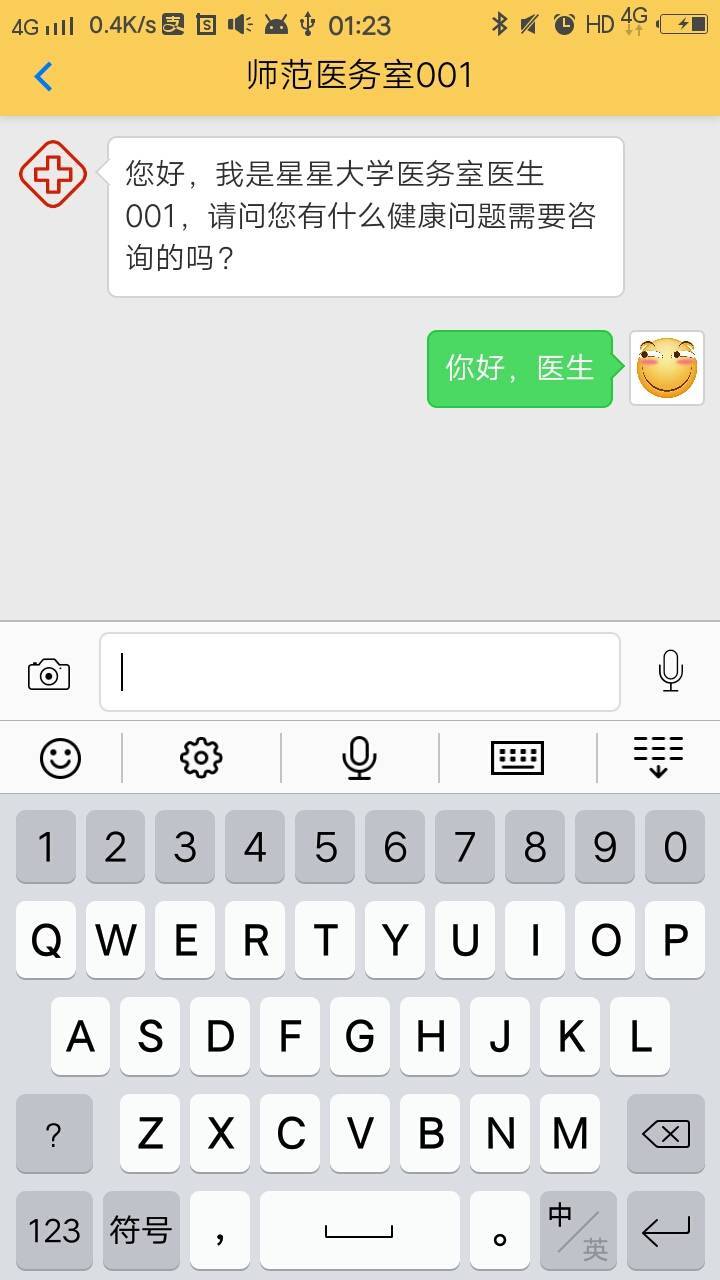 4G 0.4K/s 支 S 01:23 HD 4G
师范医务室001
您好，我是星星大学医务室医生
001，请问您有什么健康问题需要咨
询的吗？
你好，医生
1 2 3 4 5 6 7 8 9 0
Q W E R T Y U I O P
A S D F G H J K L
? Z X C V B N M
123 符号 ， 。 中/英